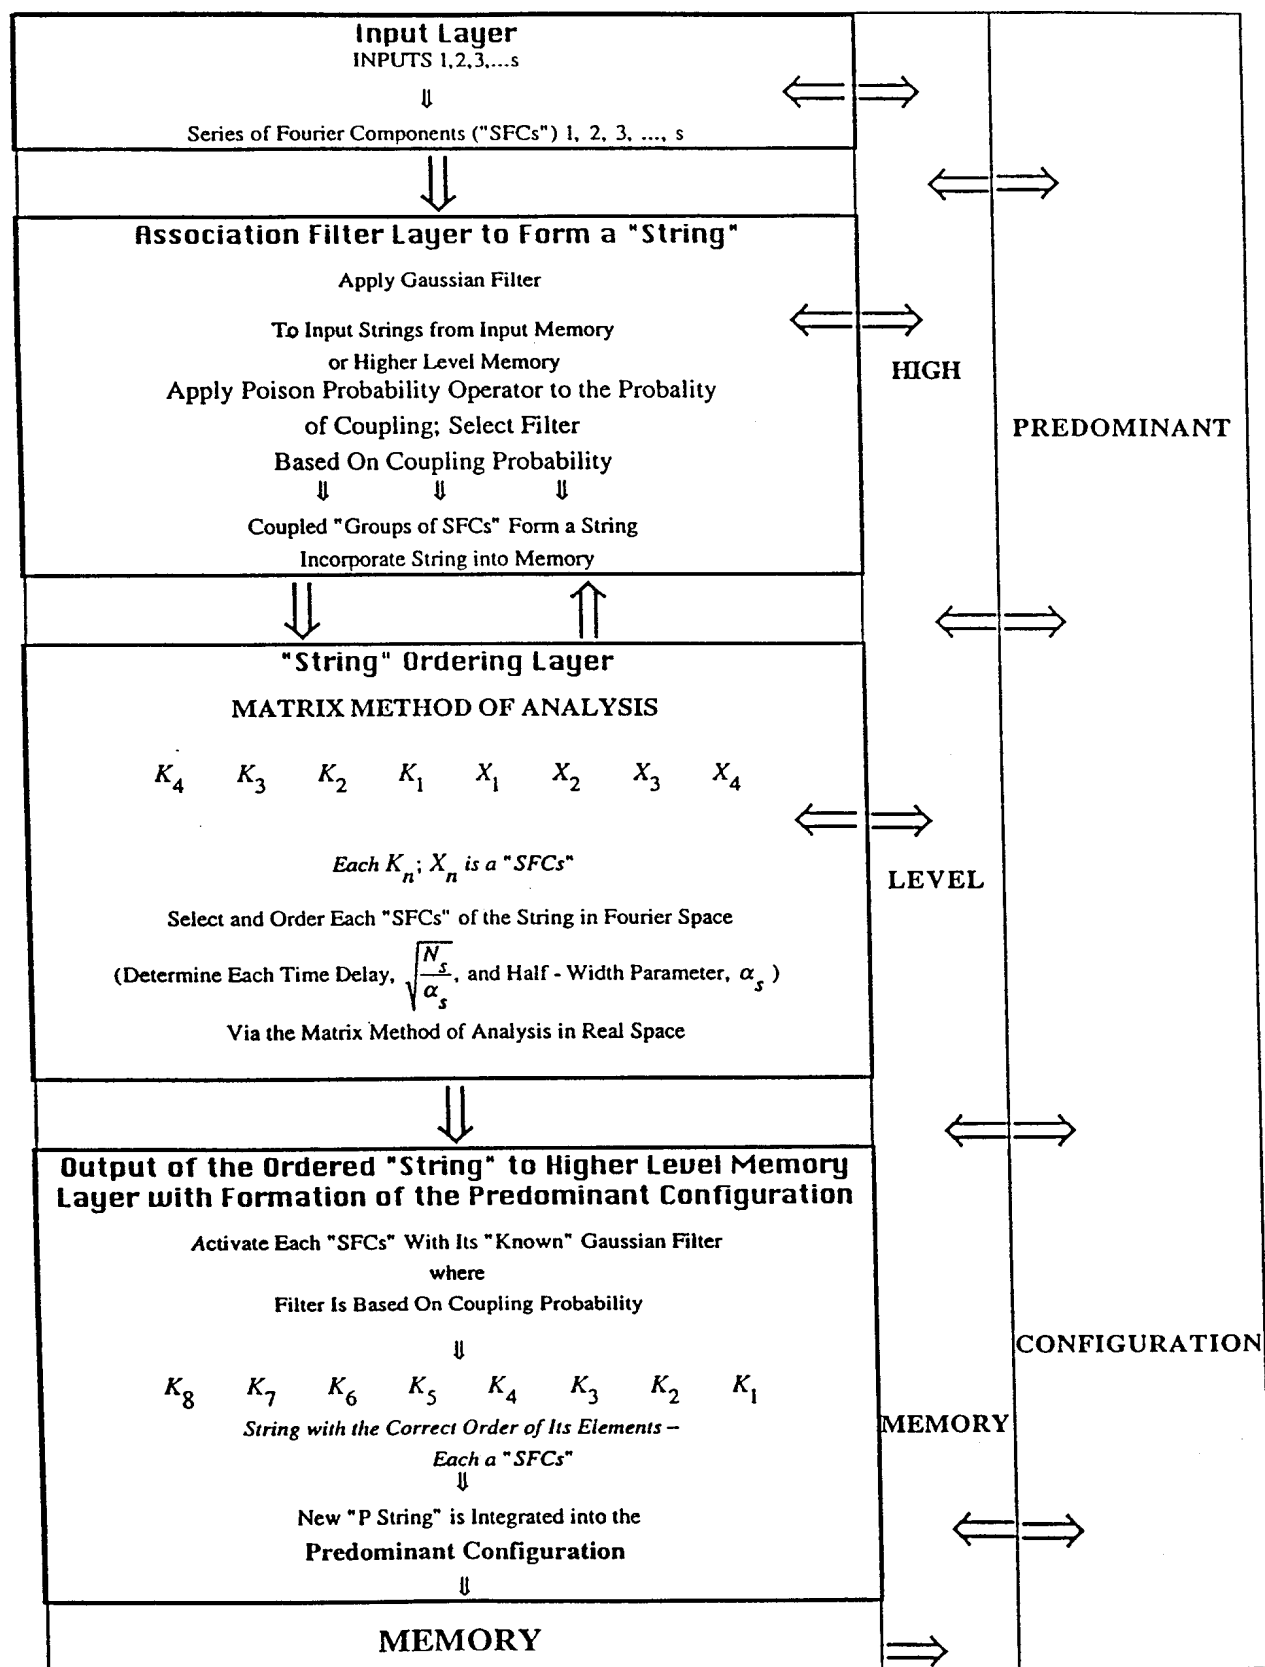 Input Layer
INPUTS 1,2,3,...s
⇓
Series of Fourier Components ("SFCs") 1, 2, 3, ..., s
Association Filter Layer to Form a "String"
Apply Gaussian Filter
To Input Strings from Input Memory
or Higher Level Memory
Apply Poison Probability Operator to the Probality
of Coupling; Select Filter
Based On Coupling Probability
⇓ ⇓ ⇓
Coupled "Groups of SFCs" Form a String
Incorporate String into Memory
"String" Ordering Layer
MATRIX METHOD OF ANALYSIS
K4 K3 K2 K1 X1 X2 X3 X4
Each Kn; Xn is a "SFCs"
Select and Order Each "SFCs" of the String in Fourier Space
(Determine Each Time Delay, √(Ns/αs), and Half - Width Parameter, αs )
Via the Matrix Method of Analysis in Real Space
Output of the Ordered "String" to Higher Level Memory
Layer with Formation of the Predominant Configuration
Activate Each "SFCs" With Its "Known" Gaussian Filter
where
Filter Is Based On Coupling Probability
⇓
K8 K7 K6 K5 K4 K3 K2 K1
String with the Correct Order of Its Elements –
Each a "SFCs"
⇓
New "P String" is Integrated into the
Predominant Configuration
⇓
MEMORY
HIGH
LEVEL
MEMORY
PREDOMINANT
CONFIGURATION